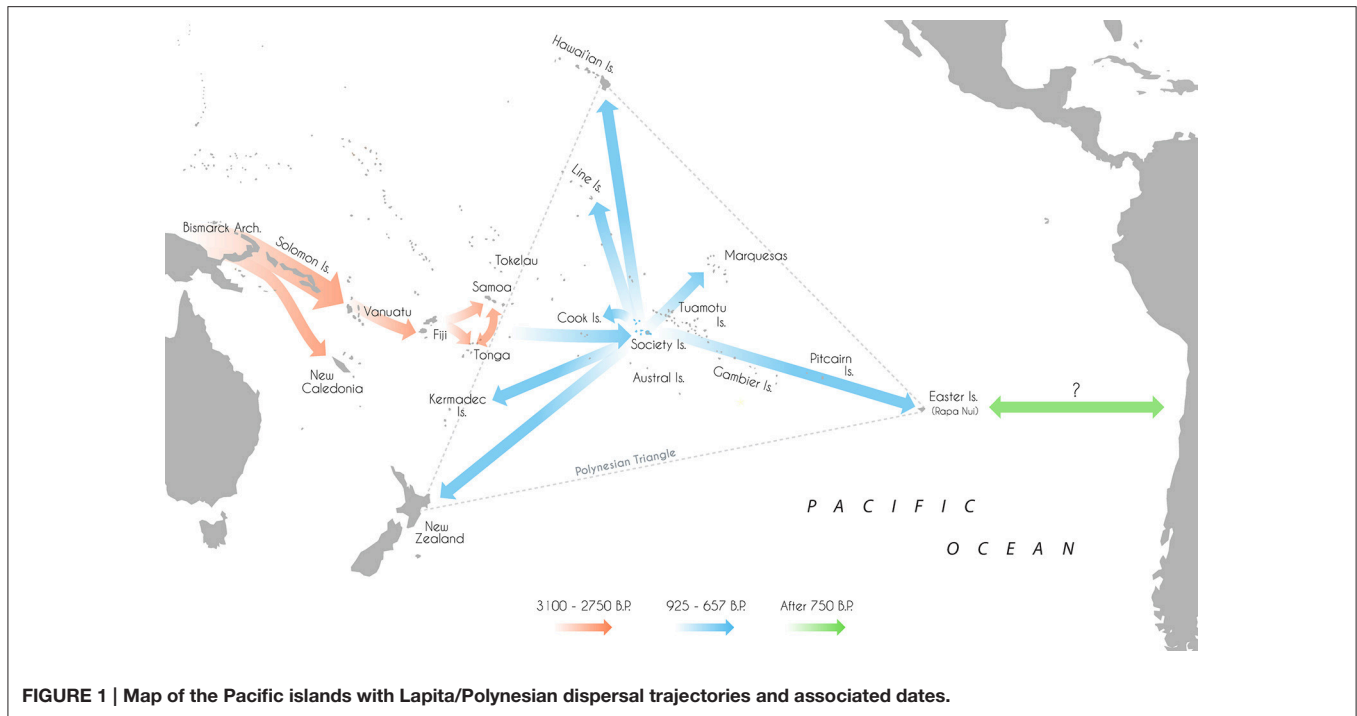 Hawai'ian Is.
Line Is.
Bismarck Arch.
Solomon Is.
Tokelau
Marquesas
Samoa
Vanuatu
Fiji
Cook Is.
Tuamotu
Is.
Tonga
Society Is.
New
Caledonia
Austral Is.
Gambier Is.
Pitcairn
Is.
Kermadec
Is.
Easter Is.
(Rapa Nui)
?
Polynesian Triangle
New
Zealand
PACIFIC
OCEAN
3100 - 2750 B.P. 925 - 657 B.P. After 750 B.P.
FIGURE 1 | Map of the Pacific islands with Lapita/Polynesian dispersal trajectories and associated dates.